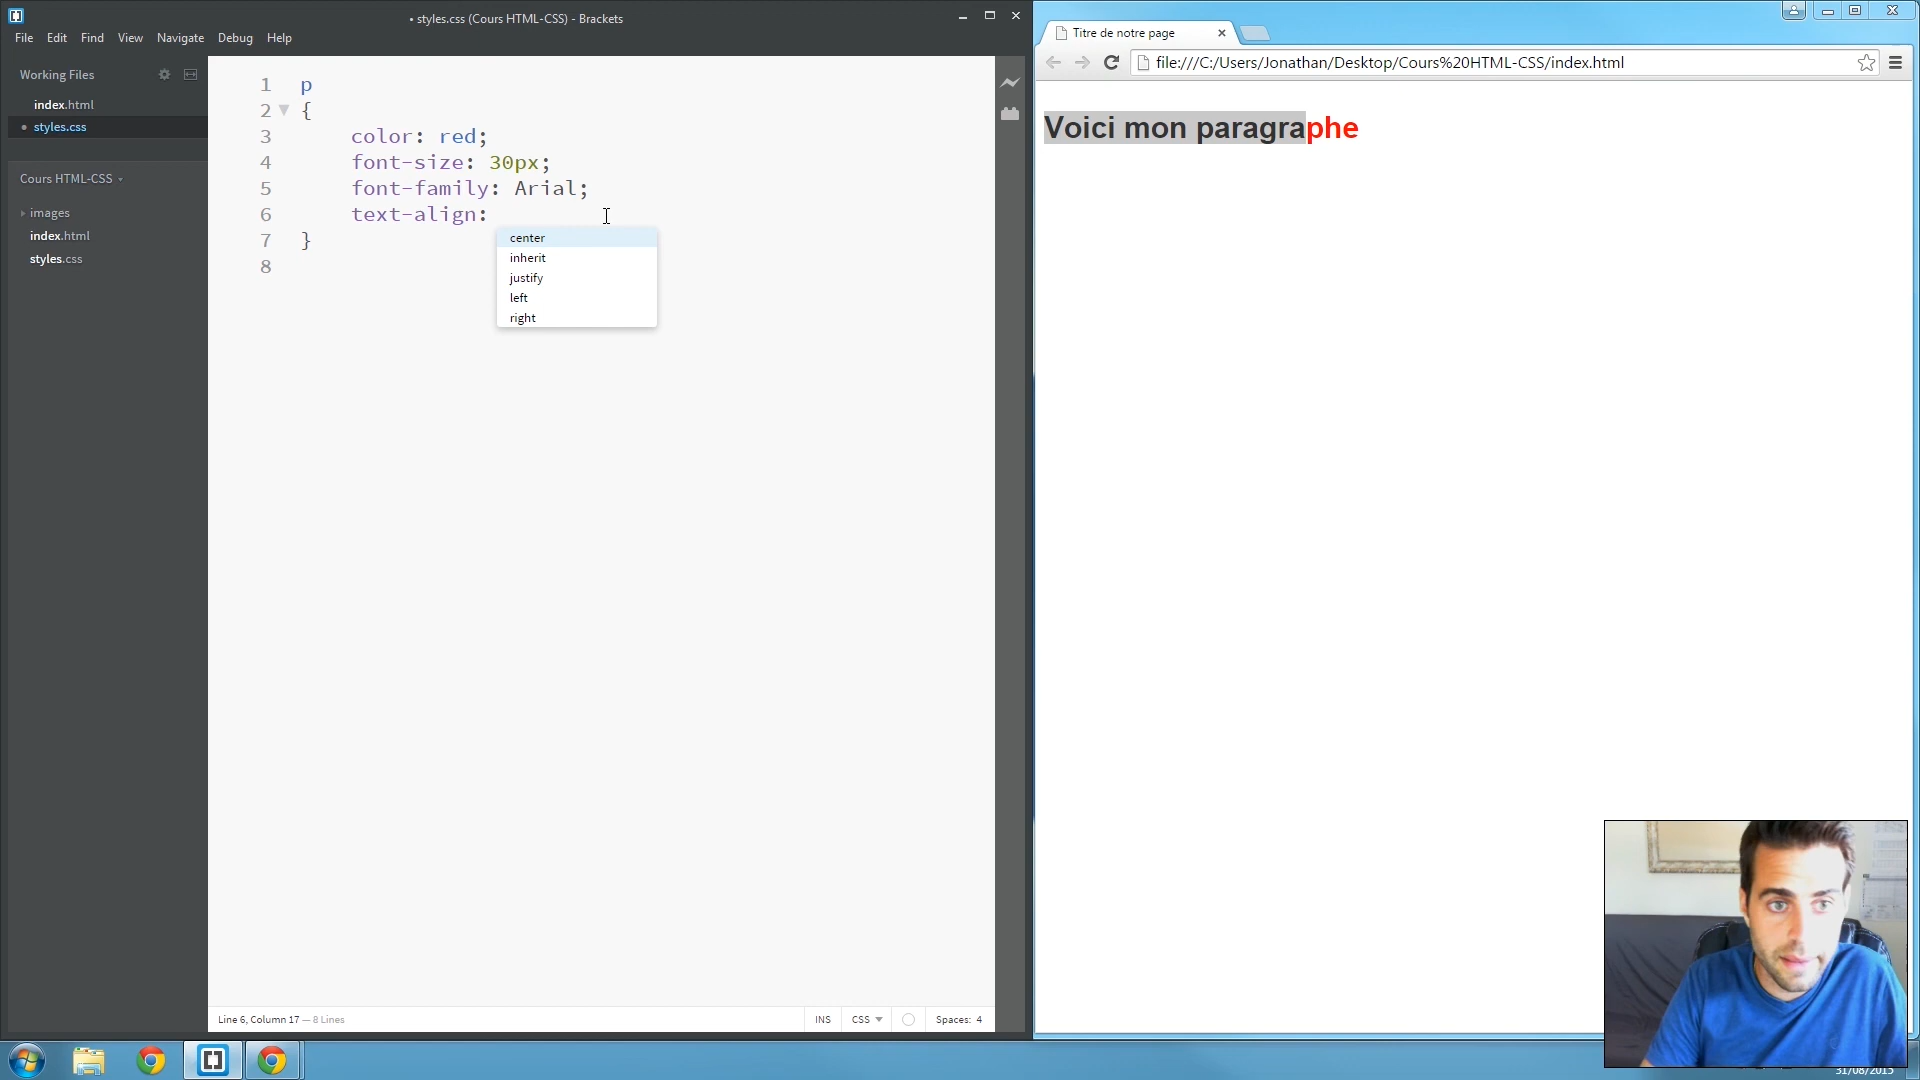 • styles.css (Cours HTML-CSS) - Brackets
File Edit Find View Navigate Debug Help
Working Files
index.html
• styles.css
Cours HTML-CSS
images
index.html
styles.css
1 p
2 {
3 color: red;
4 font-size: 30px;
5 font-family: Arial;
6 text-align:
7 }
8
center
inherit
justify
left
right
Line 6, Column 17 — 8 Lines
INS CSS Spaces: 4
Titre de notre page
file:///C:/Users/Jonathan/Desktop/Cours%20HTML-CSS/index.html
Voici mon paragraphe
31/08/2015